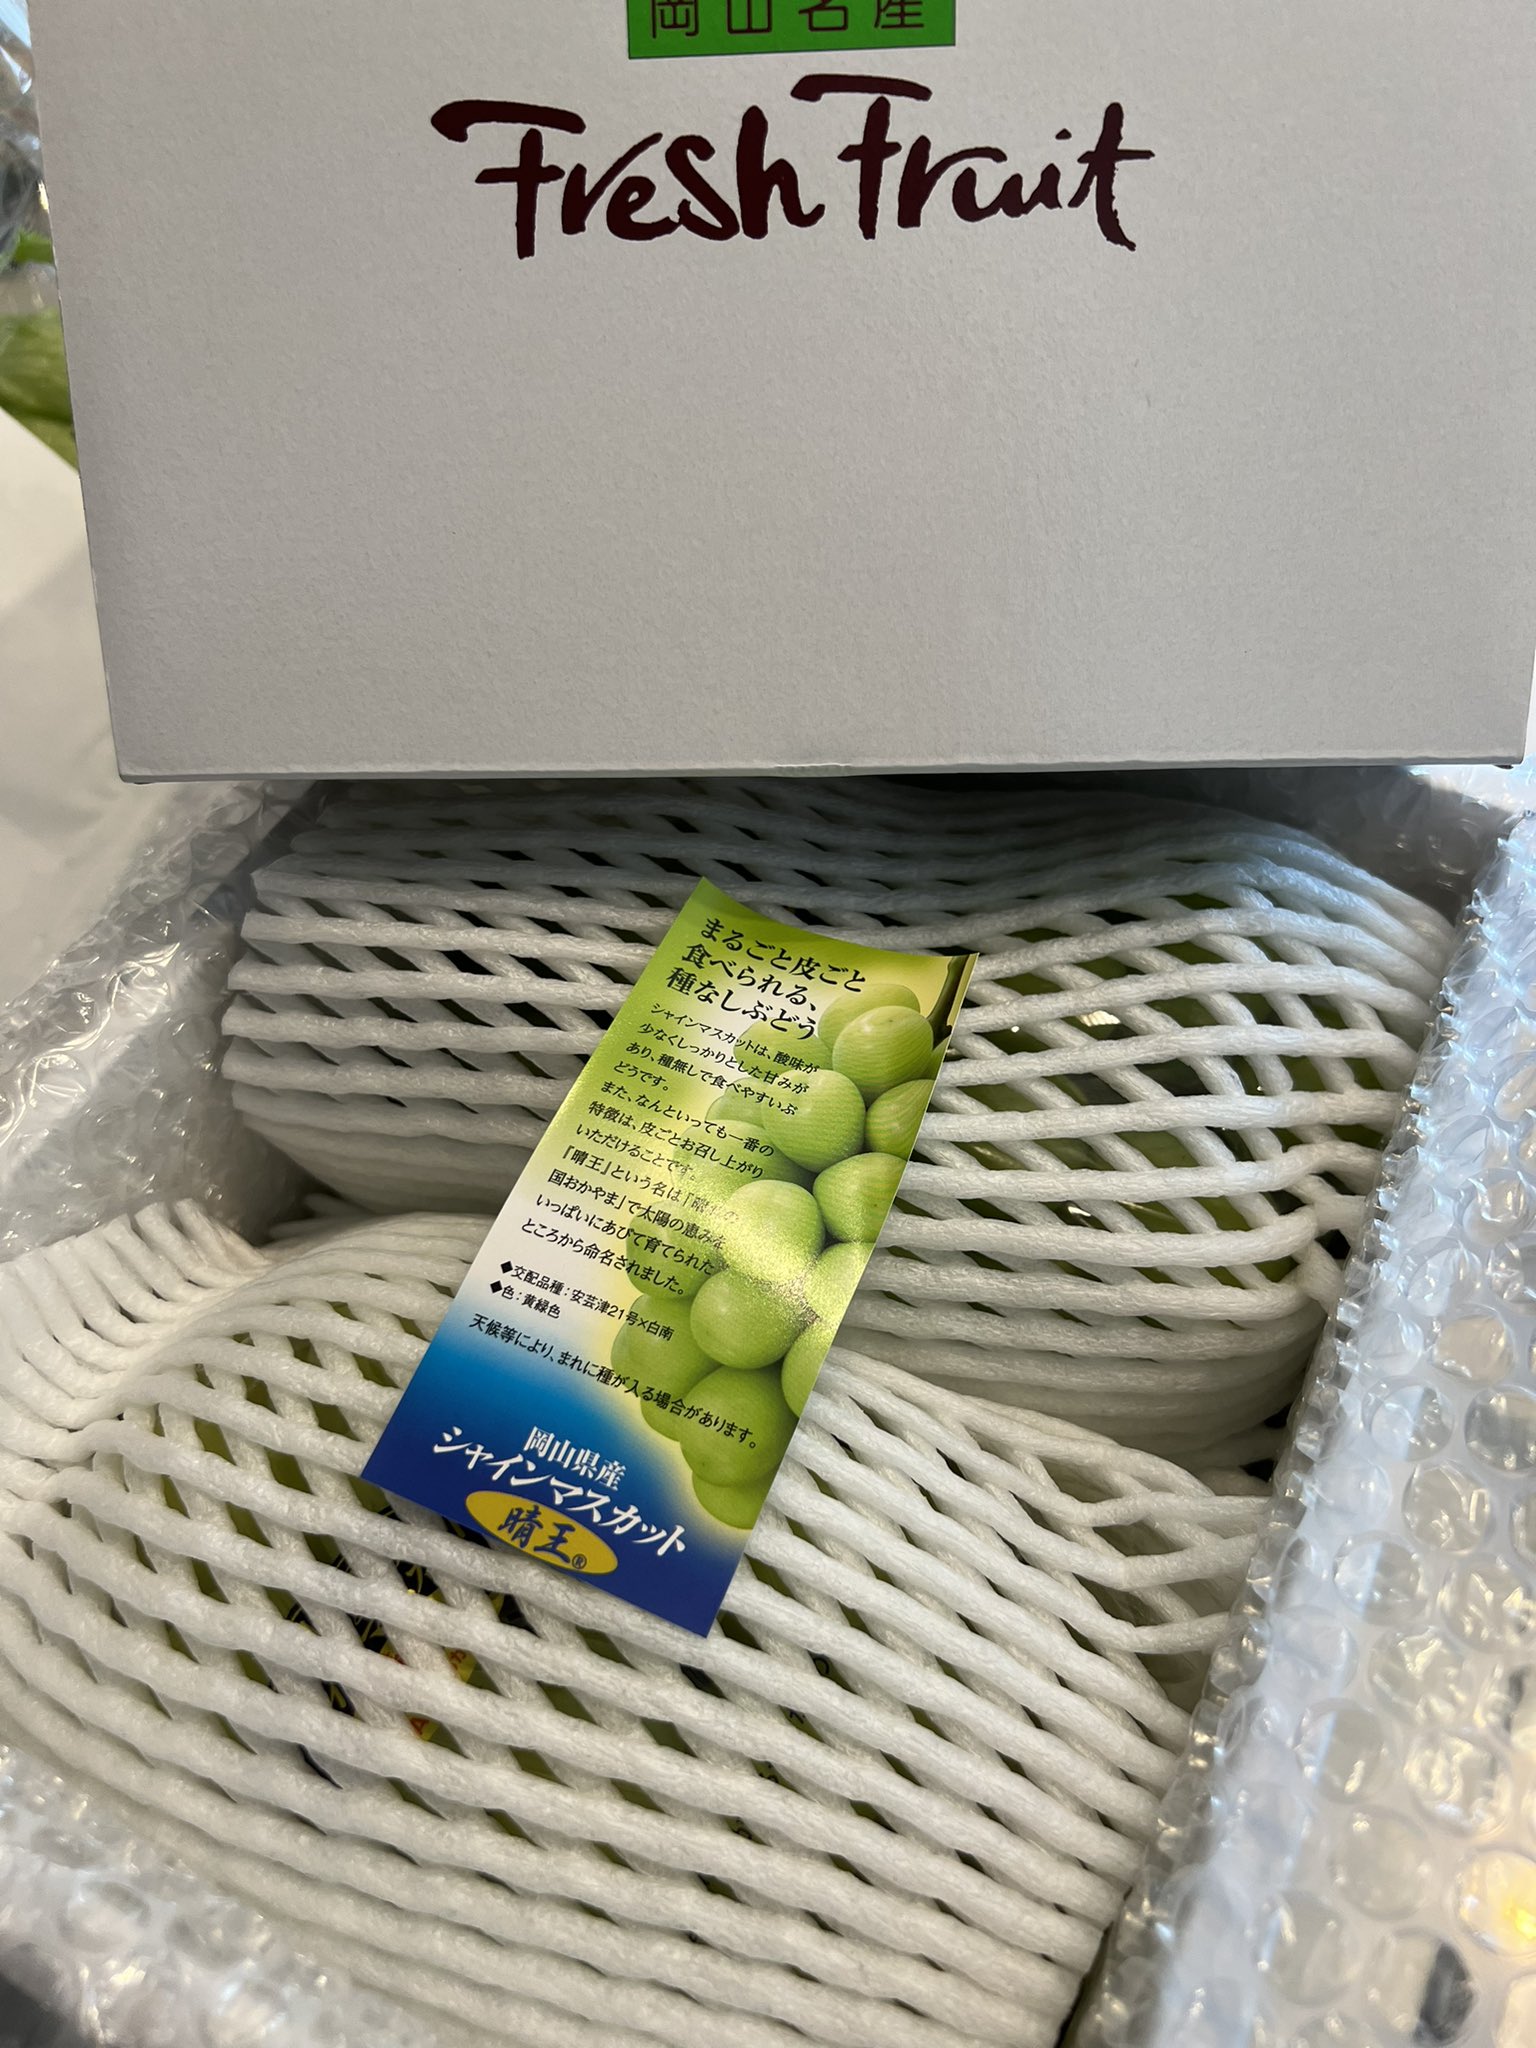 岡山名産
Fresh Fruit
まるごと皮ごと
食べられる、
種なしぶどう
シャインマスカットは、酸味が
少なくしっかりとした甘みが
あり、種無しで食べやすいぶ
どうです。
また、なんといっても一番の
特徴は、皮ごとお召し上がり
いただけることです。
『晴王』という名は「晴れの
国おかやま」で太陽の恵みを
いっぱいにあびて育てられた
ところから命名されました。
◆交配品種：安芸津21号×白南
◆色：黄緑色
天候等により、まれに種が入る場合があります。
岡山県産
シャインマスカット
晴王®